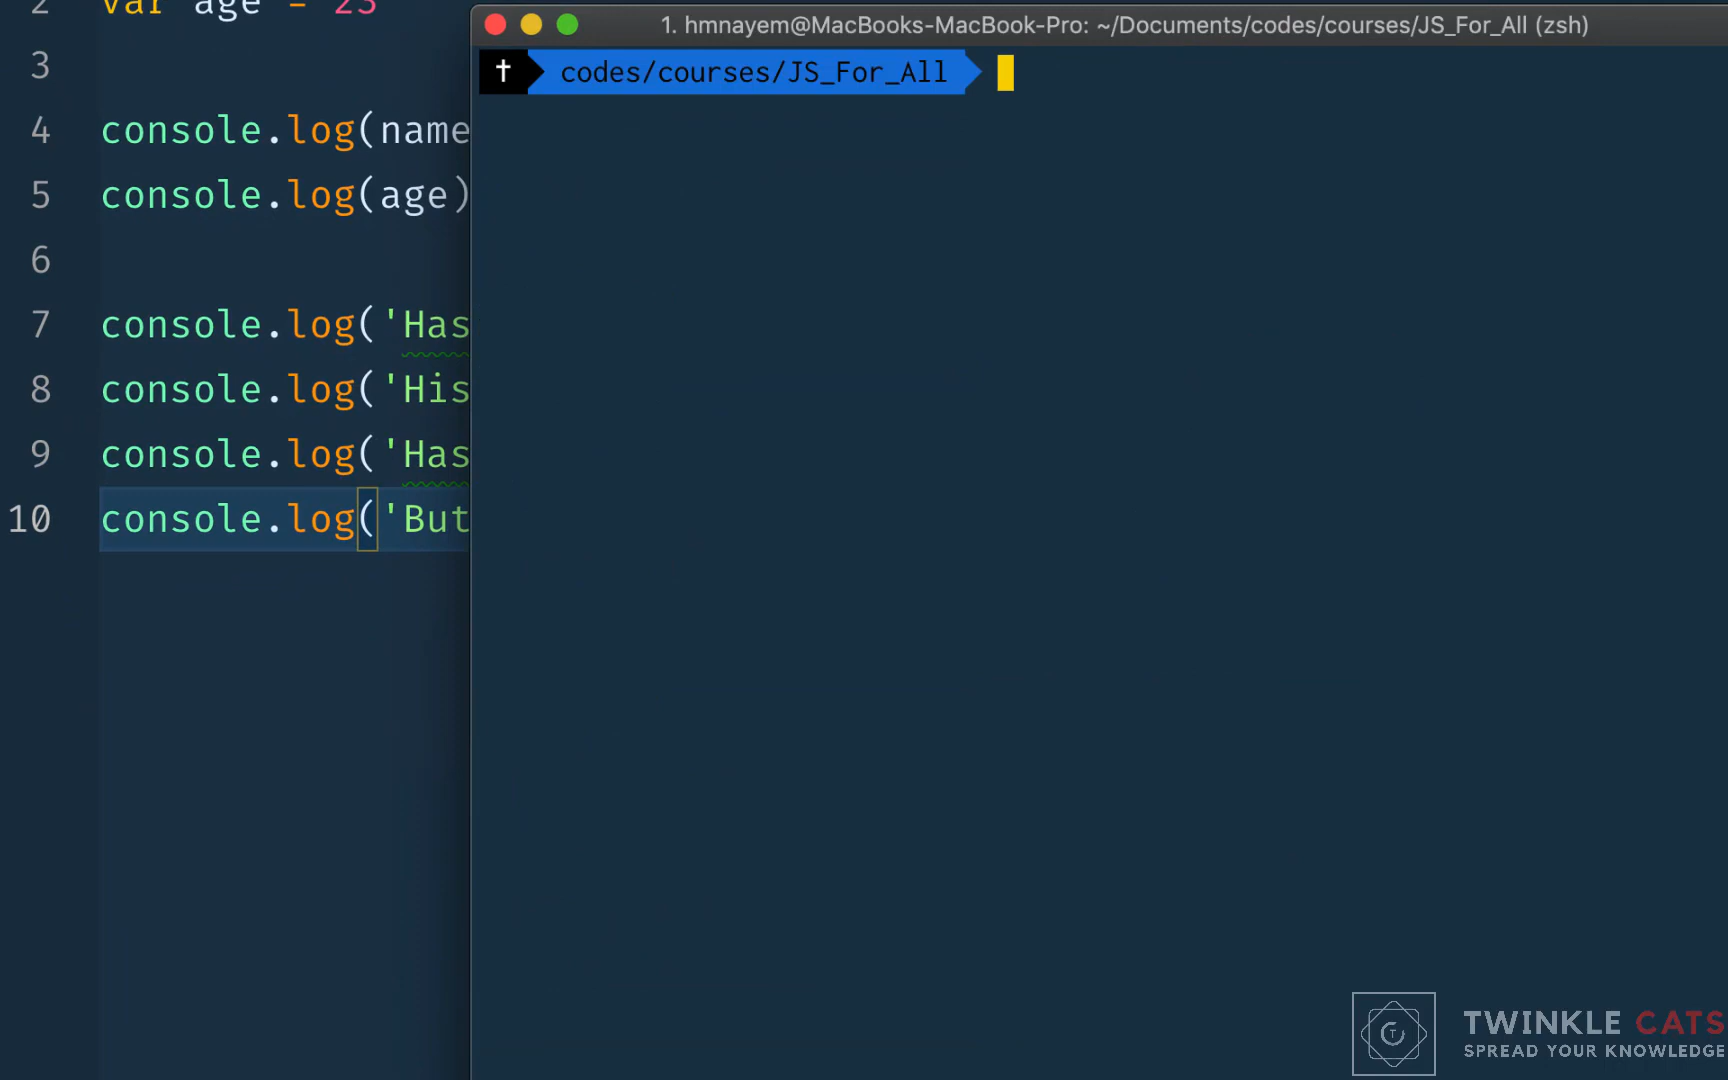 2 var age = 23
3
4 console.log(name
5 console.log(age)
6
7 console.log('Has
8 console.log('His
9 console.log('Has
10 console.log('But
1. hmnayem@MacBooks-MacBook-Pro: ~/Documents/codes/courses/JS_For_All (zsh)
† codes/courses/JS_For_All
TWINKLE CATS
SPREAD YOUR KNOWLEDGE